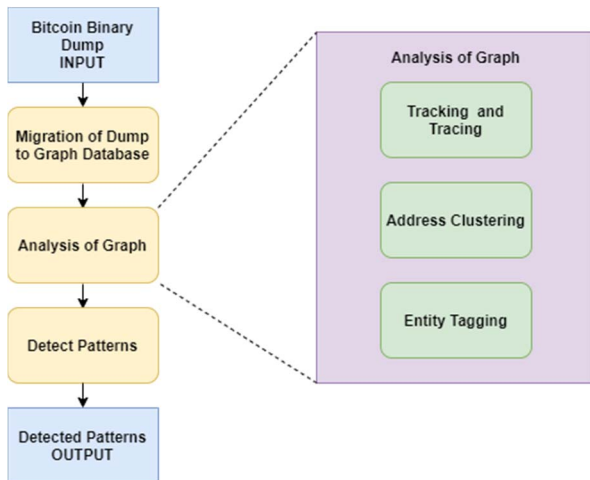 Bitcoin Binary
Dump
INPUT
Migration of Dump
to Graph Database
Analysis of Graph
Detect Patterns
Detected Patterns
OUTPUT
Analysis of Graph
Tracking and
Tracing
Address Clustering
Entity Tagging